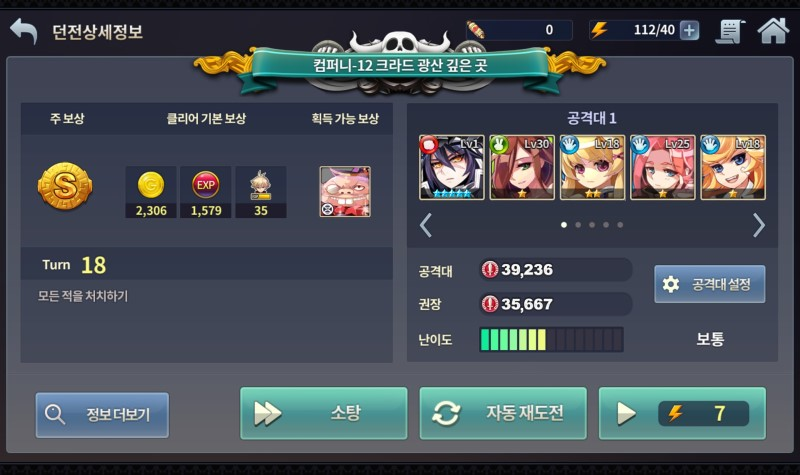 던전상세정보
0
112/40
컴퍼니-12 크라드 광산 깊은 곳
주 보상
클리어 기본 보상
획득 가능 보상
S
G
EXP
2,306
1,579
35
Turn 18
모든 적을 처치하기
공격대 1
Lv1
Lv30
Lv18
Lv25
Lv18
공격대
39,236
권장
35,667
공격대 설정
난이도
보통
정보 더보기
소탕
자동 재도전
7